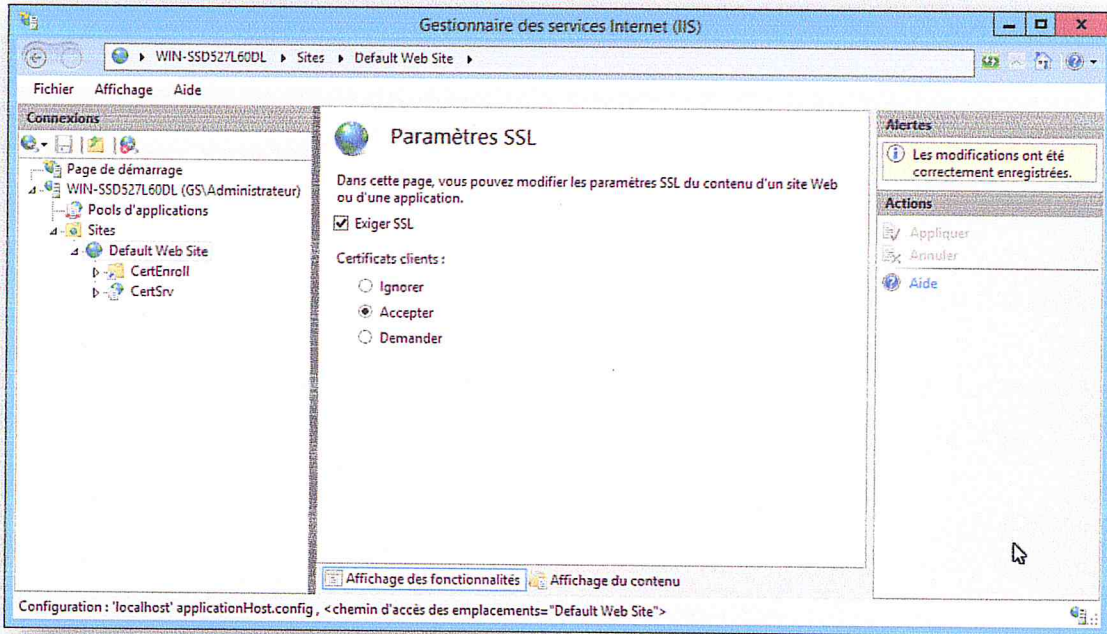 Gestionnaire des services Internet (IIS)
WIN-SSD527L60DL ▸ Sites ▸ Default Web Site ▸
Fichier Affichage Aide
Connexions
Page de démarrage
WIN-SSD527L60DL (GS\Administrateur)
Pools d'applications
Sites
Default Web Site
CertEnroll
CertSrv
Paramètres SSL
Dans cette page, vous pouvez modifier les paramètres SSL du contenu d'un site Web
ou d'une application.
Exiger SSL
Certificats clients :
Ignorer
Accepter
Demander
Affichage des fonctionnalités Affichage du contenu
Alertes
Les modifications ont été
correctement enregistrées.
Actions
Appliquer
Annuler
Aide
Configuration : 'localhost' applicationHost.config , <chemin d'accès des emplacements="Default Web Site">